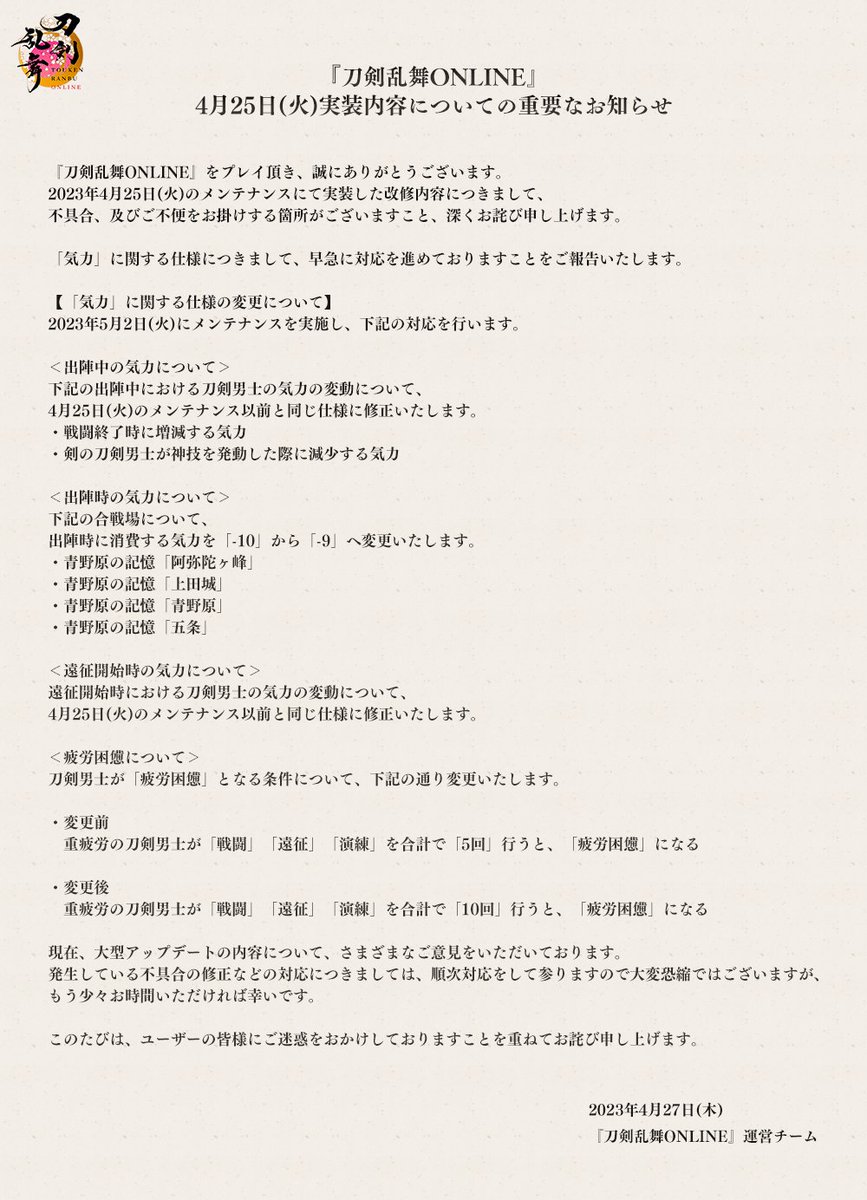 刀剣乱舞
TOUKEN
RANBU
ONLINE
『刀剣乱舞ONLINE』
4月25日(火)実装内容についての重要なお知らせ
『刀剣乱舞ONLINE』をプレイ頂き、誠にありがとうございます。
2023年4月25日(火)のメンテナンスにて実装した改修内容につきまして、
不具合、及びご不便をお掛けする箇所がございますこと、深くお詫び申し上げます。
「気力」に関する仕様につきまして、早急に対応を進めておりますことをご報告いたします。
【「気力」に関する仕様の変更について】
2023年5月2日(火)にメンテナンスを実施し、下記の対応を行います。
＜出陣中の気力について＞
下記の出陣中における刀剣男士の気力の変動について、
4月25日(火)のメンテナンス以前と同じ仕様に修正いたします。
・戦闘終了時に増減する気力
・剣の刀剣男士が神技を発動した際に減少する気力
＜出陣時の気力について＞
下記の合戦場について、
出陣時に消費する気力を「-10」から「-9」へ変更いたします。
・青野原の記憶「阿弥陀ヶ峰」
・青野原の記憶「上田城」
・青野原の記憶「青野原」
・青野原の記憶「五条」
＜遠征開始時の気力について＞
遠征開始時における刀剣男士の気力の変動について、
4月25日(火)のメンテナンス以前と同じ仕様に修正いたします。
＜疲労困憊について＞
刀剣男士が「疲労困憊」となる条件について、下記の通り変更いたします。
・変更前
重疲労の刀剣男士が「戦闘」「遠征」「演練」を合計で「5回」行うと、「疲労困憊」になる
・変更後
重疲労の刀剣男士が「戦闘」「遠征」「演練」を合計で「10回」行うと、「疲労困憊」になる
現在、大型アップデートの内容について、さまざまなご意見をいただいております。
発生している不具合の修正などの対応につきましては、順次対応をして参りますので大変恐縮ではございますが、
もう少々お時間いただければ幸いです。
このたびは、ユーザーの皆様にご迷惑をおかけしておりますことを重ねてお詫び申し上げます。
2023年4月27日(木)
『刀剣乱舞ONLINE』運営チーム